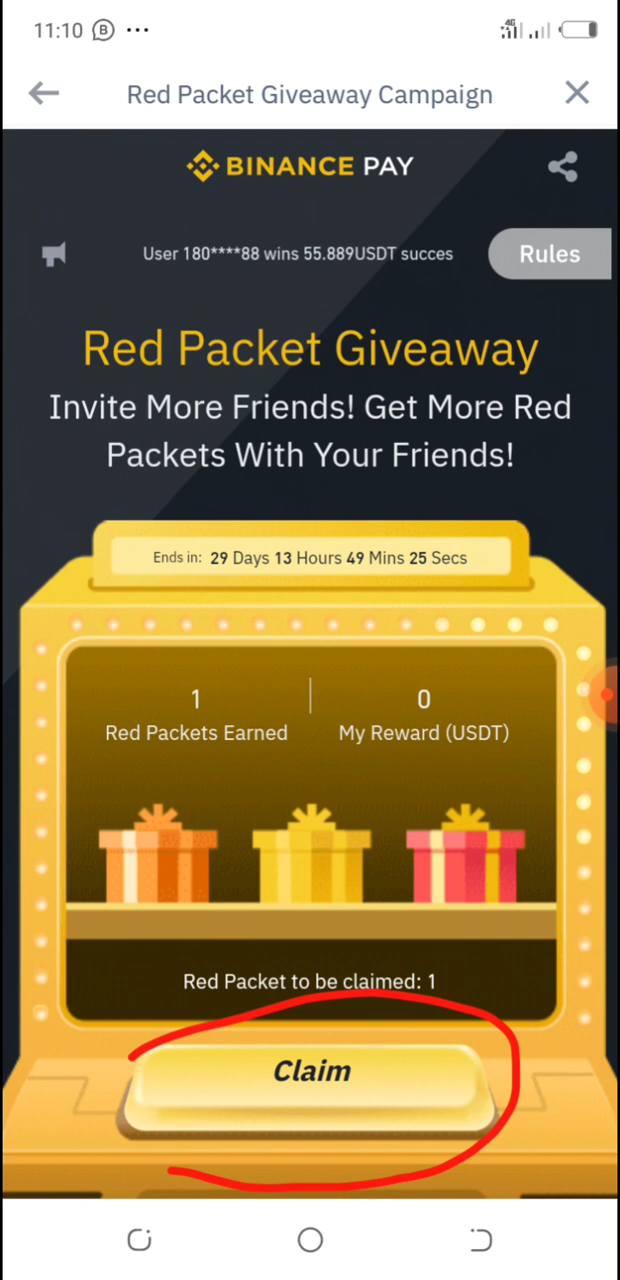 11:10
4G
Red Packet Giveaway Campaign
BINANCE PAY
User 180****88 wins 55.889USDT succes
Rules
Red Packet Giveaway
Invite More Friends! Get More Red
Packets With Your Friends!
Ends in: 29 Days 13 Hours 49 Mins 25 Secs
1
0
Red Packets Earned
My Reward (USDT)
Red Packet to be claimed: 1
Claim